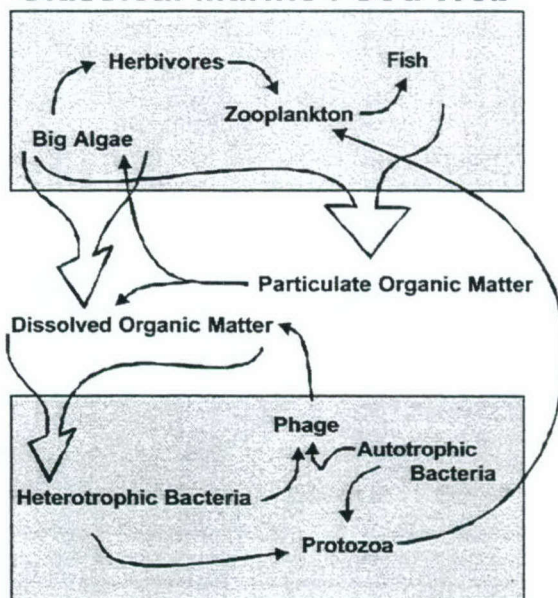 Herbivores
Fish
Zooplankton
Big Algae
Particulate Organic Matter
Dissolved Organic Matter
Phage
Autotrophic
Bacteria
Heterotrophic Bacteria
Protozoa